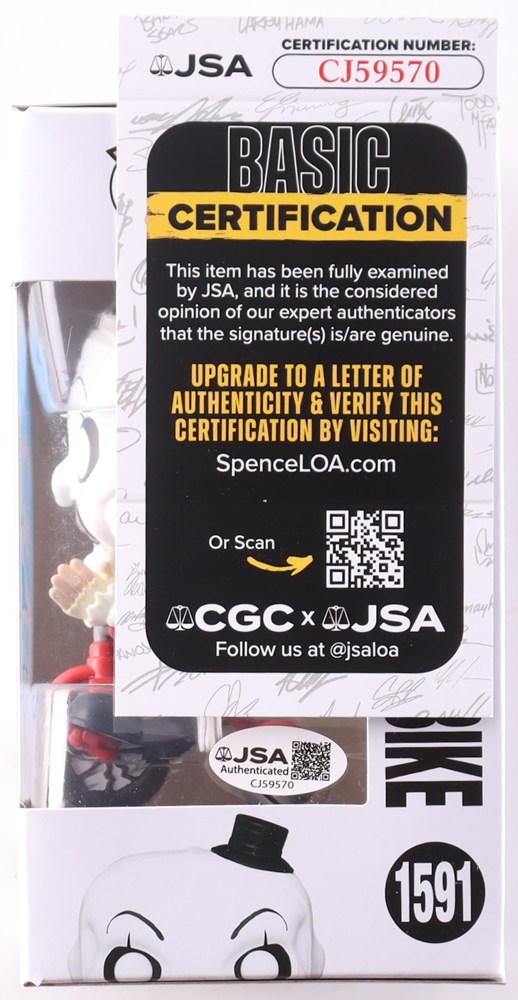 LARRY HAMA
JSA
CERTIFICATION NUMBER:
CJ59570
BASIC
CERTIFICATION
This item has been fully examined
by JSA, and it is the considered
opinion of our expert authenticators
that the signature(s) is/are genuine.
UPGRADE TO A LETTER OF
AUTHENTICITY & VERIFY THIS
CERTIFICATION BY VISITING:
SpenceLOA.com
Or Scan
CGC x JSA
Follow us at @jsaloa
JSA
Authenticated
CJ59570
BIKE
1591